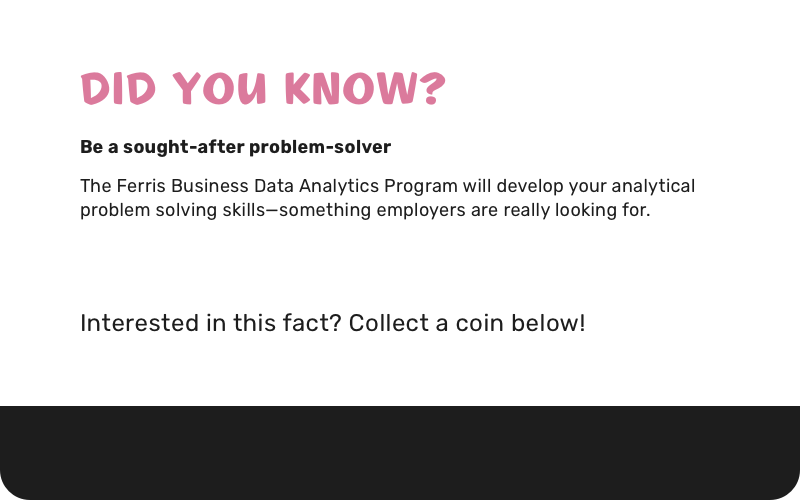 DID YOU KNOW?
Be a sought-after problem-solver
The Ferris Business Data Analytics Program will develop your analytical
problem solving skills—something employers are really looking for.
Interested in this fact? Collect a coin below!